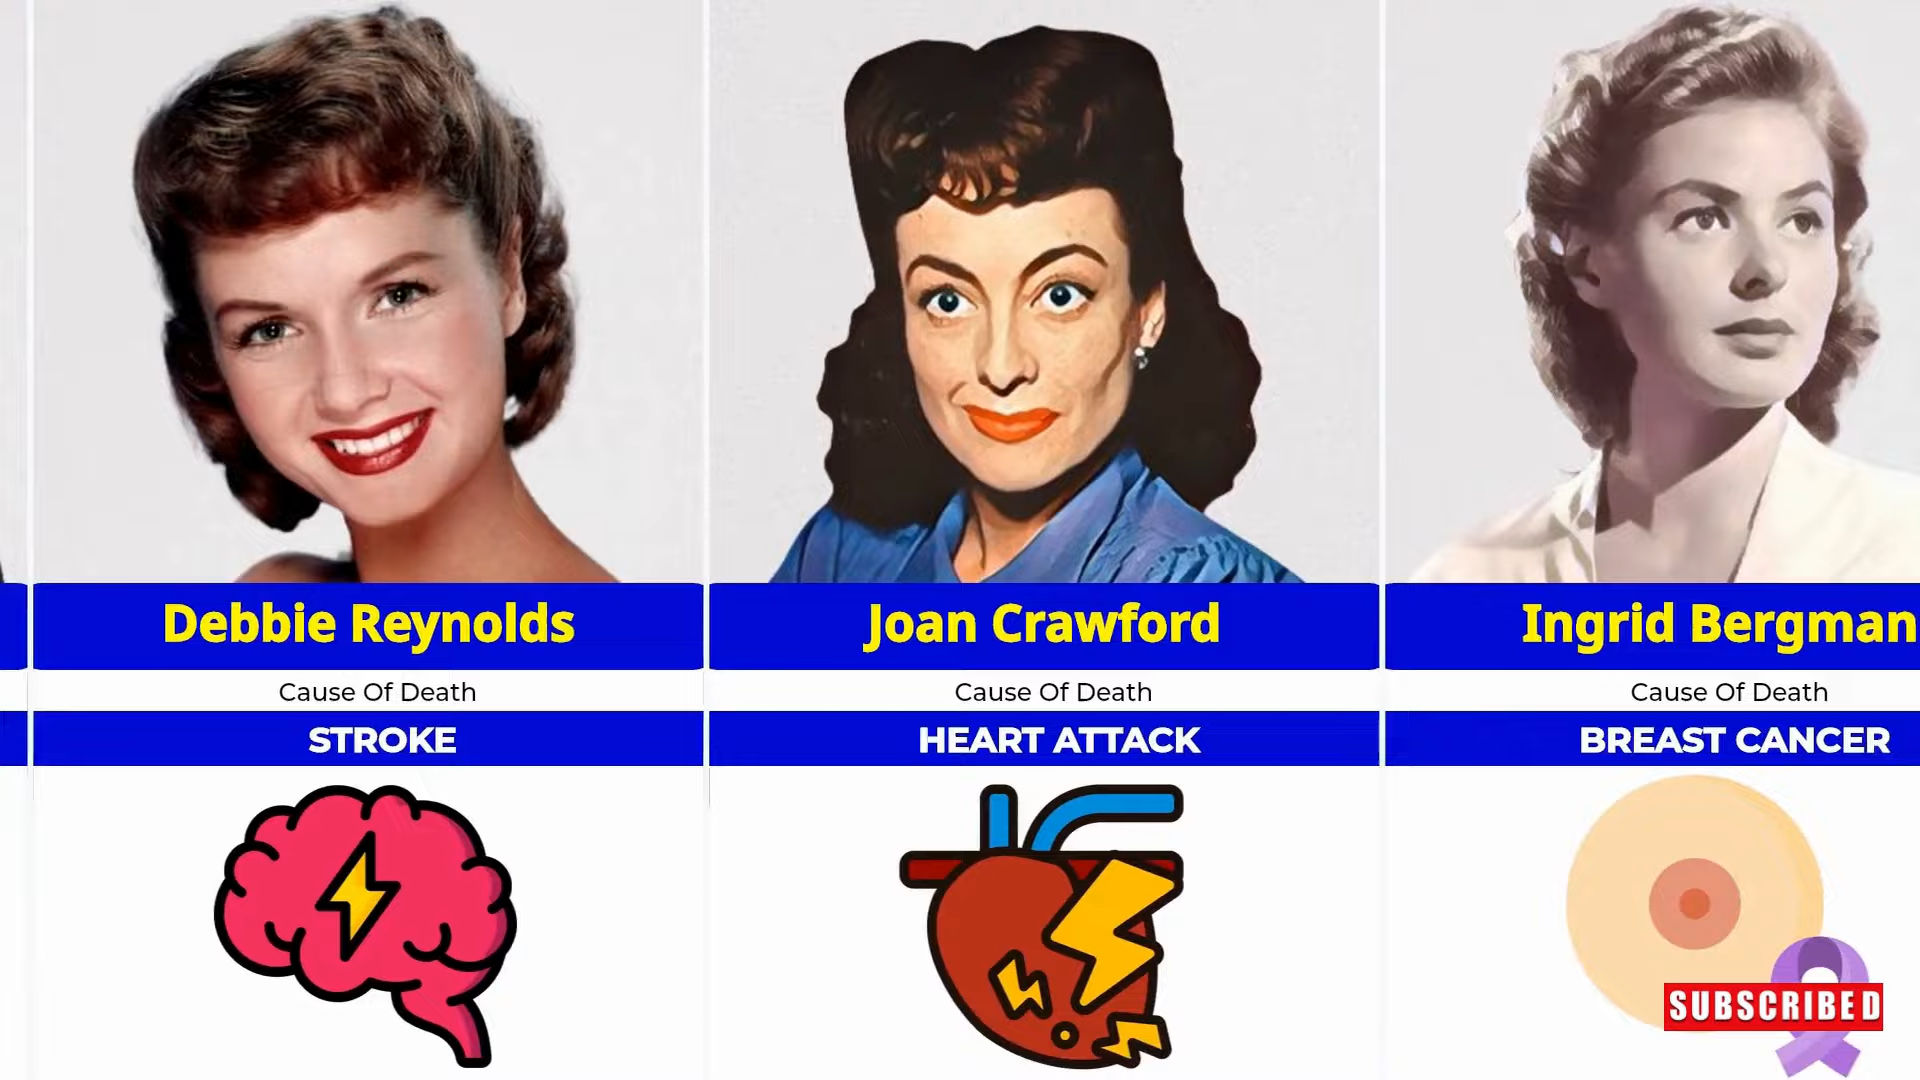 Debbie Reynolds
Cause Of Death
STROKE
Joan Crawford
Cause Of Death
HEART ATTACK
Ingrid Bergman
Cause Of Death
BREAST CANCER
SUBSCRIBED